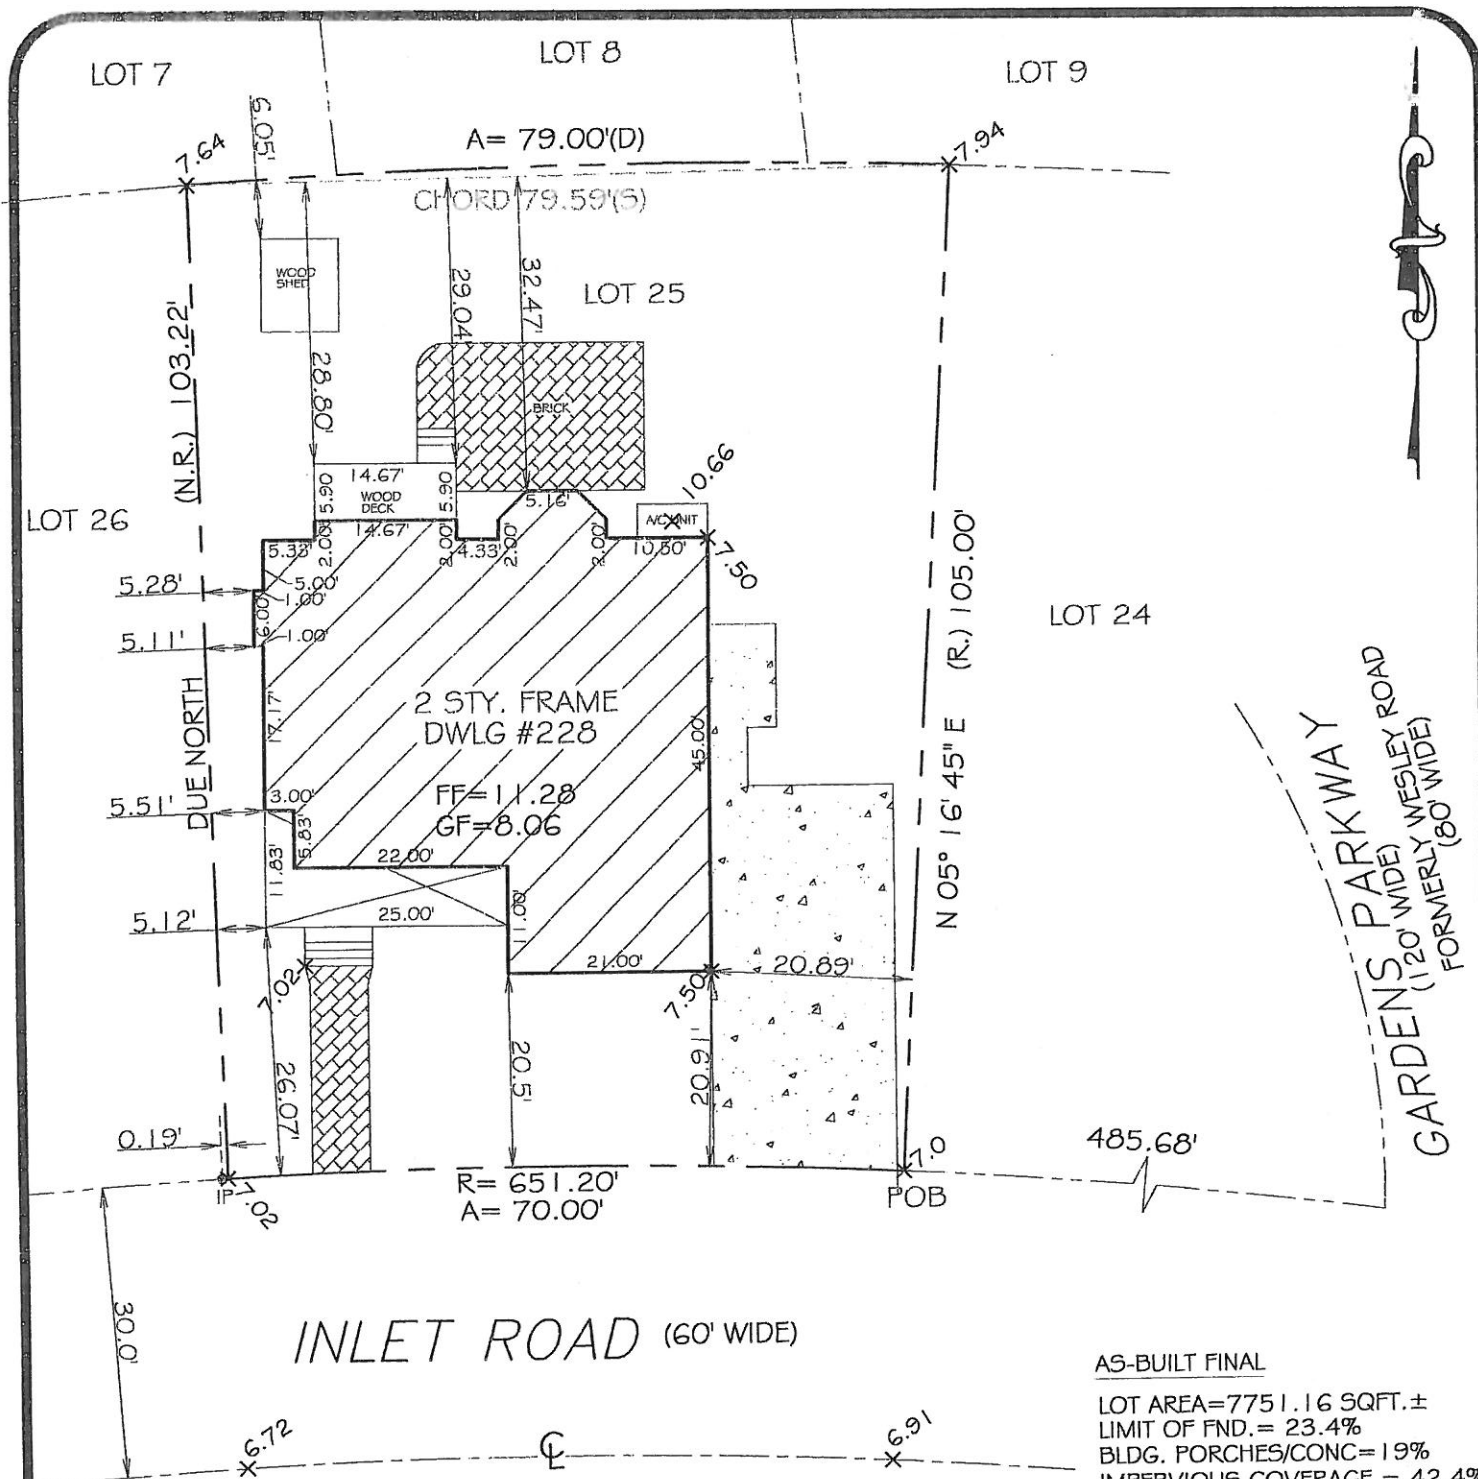 LOT 7
LOT 8
LOT 9
6.05'
7.64
A= 79.00'(D)
7.94
CHORD 79.59'(S)
WOOD
SHED
29.04'
32.47'
LOT 25
(N.R.) 103.22'
28.80'
BRICK
10.66
14.67'
5.90
WOOD
DECK
5.90
5.16'
A/C UNIT
LOT 26
5.33'
2.00'
14.67'
2.00'
4.33'
2.00'
2.00'
10.50'
7.50
(R.) 105.00'
5.28'
5.00'
1.00'
6.00'
LOT 24
5.11'
1.00'
DUE NORTH
17.17'
2 STY. FRAME
DWLG #228
45.00'
FF=11.28
GF=8.06
5.51'
3.00'
5.83'
11.83'
22.00'
N 05° 16' 45" E
5.12'
25.00'
11.00'
21.00'
20.89'
7.02
7.50
GARDENS PARKWAY
(120' WIDE)
FORMERLY WESLEY ROAD
(80' WIDE)
26.07'
20.5'
20.91'
0.19'
485.68'
IP
7.02
R= 651.20'
A= 70.00'
7.0
POB
30.0'
INLET ROAD (60' WIDE)
6.72
CL
6.91
AS-BUILT FINAL
LOT AREA=7751.16 SQFT.±
LIMIT OF FND.= 23.4%
BLDG. PORCHES/CONC=19%
IMPERVIOUS COVERAGE = 42.4%